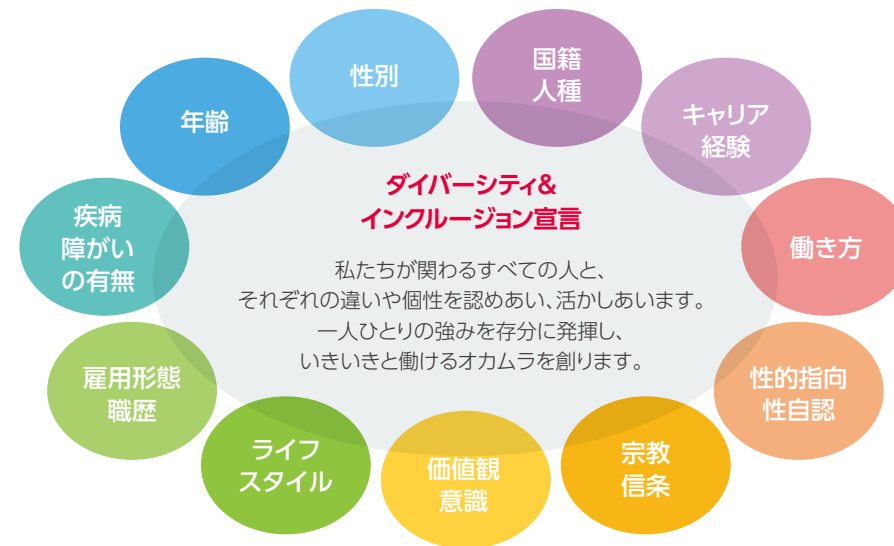 性別
国籍
人種
キャリア
経験
働き方
性的指向
性自認
宗教
信条
価値観
意識
ライフ
スタイル
雇用形態
職歴
疾病
障がい
の有無
年齢
ダイバーシティ&
インクルージョン宣言
私たちが関わるすべての人と、
それぞれの違いや個性を認めあい、活かしあいます。
一人ひとりの強みを存分に発揮し、
いきいきと働けるオカムラを創ります。